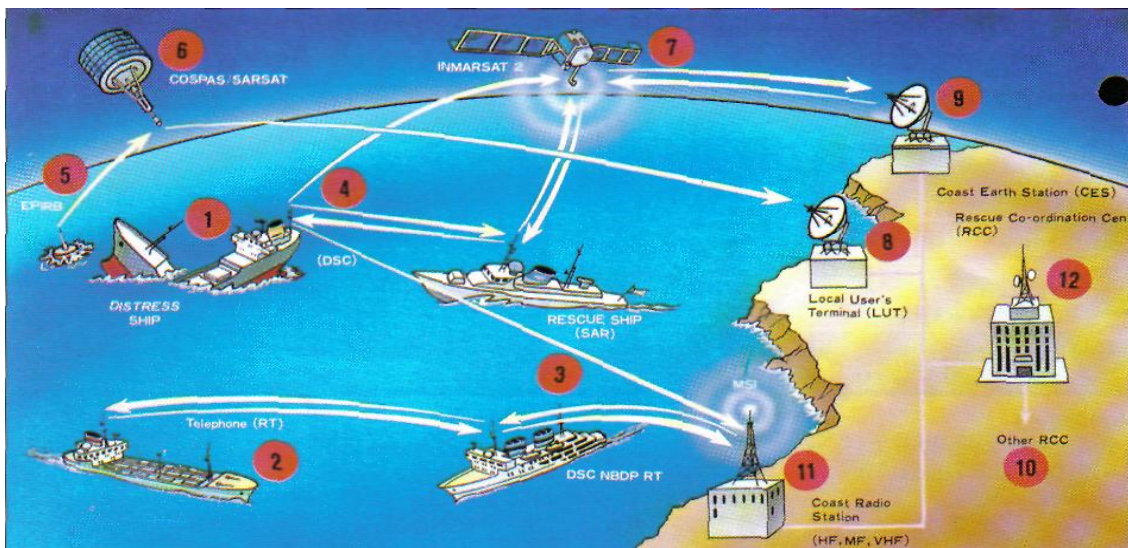 6
COSPAS/SARSAT
INMARSAT 2
7
9
5
EPIRB
1
4
(DSC)
DISTRESS
SHIP
RESCUE SHIP
(SAR)
8
Local User's
Terminal (LUT)
Coast Earth Station (CES)
Rescue Co-ordination Cen
(RCC)
12
3
MSI
Telephone (RT)
2
DSC NBDP RT
11
Coast Radio
Station
(HF, MF, VHF)
Other RCC
10